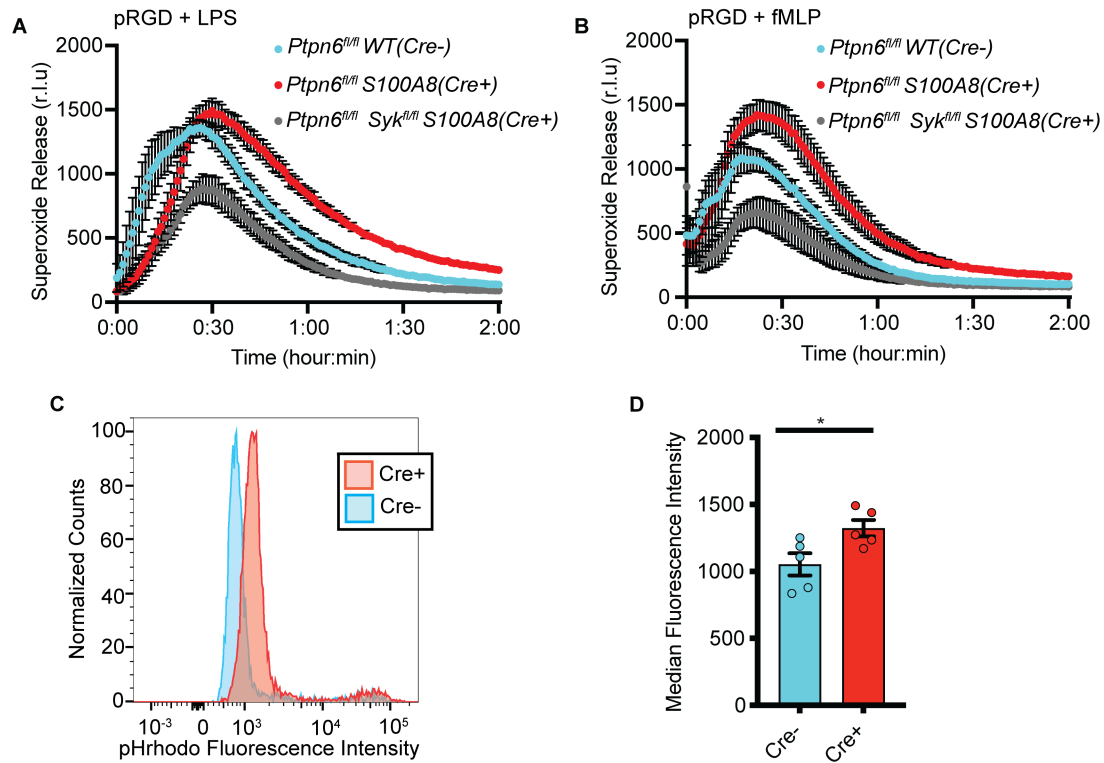 A
pRGD + LPS
Ptpn6fl/fl WT(Cre-)
Ptpn6fl/fl S100A8(Cre+)
Ptpn6fl/fl Sykfl/fl S100A8(Cre+)
Superoxide Release (r.l.u)
2000
1500
1000
500
0
0:00 0:30 1:00 1:30 2:00
Time (hour:min)
B
pRGD + fMLP
Ptpn6fl/fl WT(Cre-)
Ptpn6fl/fl S100A8(Cre+)
Ptpn6fl/fl Sykfl/fl S100A8(Cre+)
Superoxide Release (r.l.u)
2000
1500
1000
500
0
0:00 0:30 1:00 1:30 2:00
Time (hour:min)
C
Normalized Counts
100
80
60
40
20
0
Cre+
Cre-
10-3 0 103 104 105
pHrhodo Fluorescence Intensity
D
Median Fluorescence Intensity
2000
1500
1000
500
0
*
Cre- Cre+